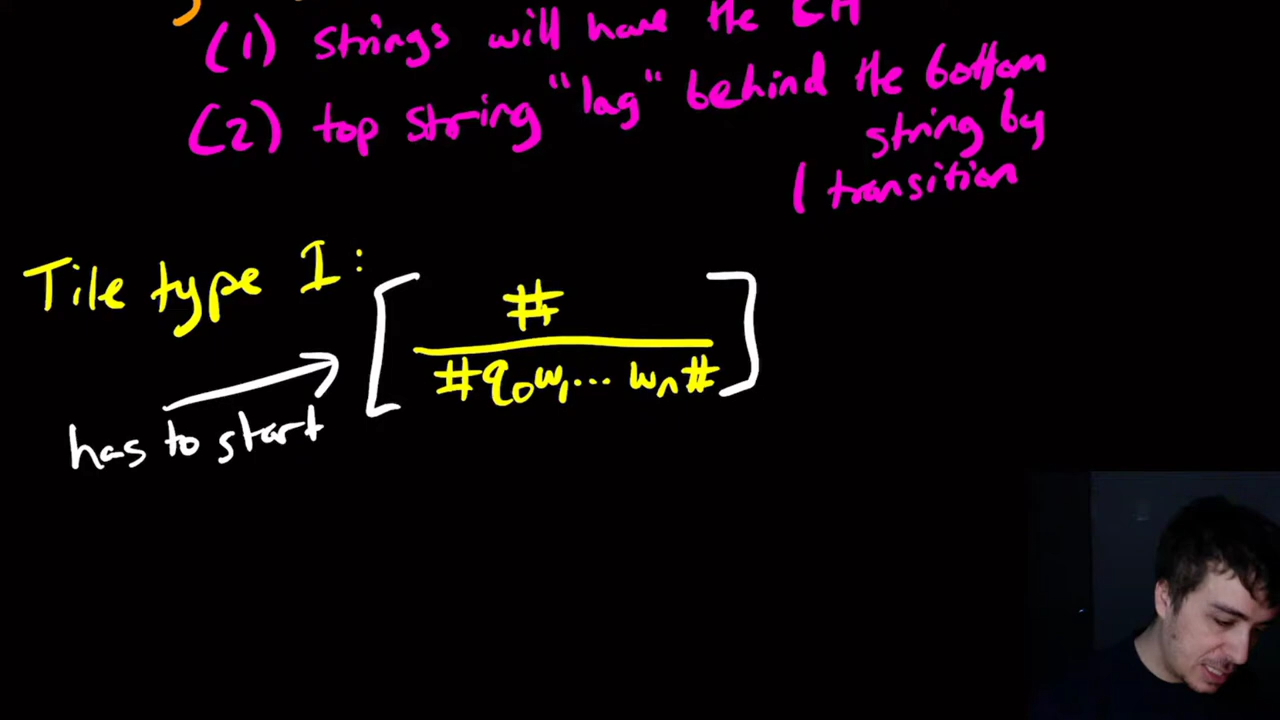 (1) strings will have the CH
(2) top string "lag" behind the bottom
string by
1 transition
Tile type I:
#
#q₀w₁... wₙ#
has to start